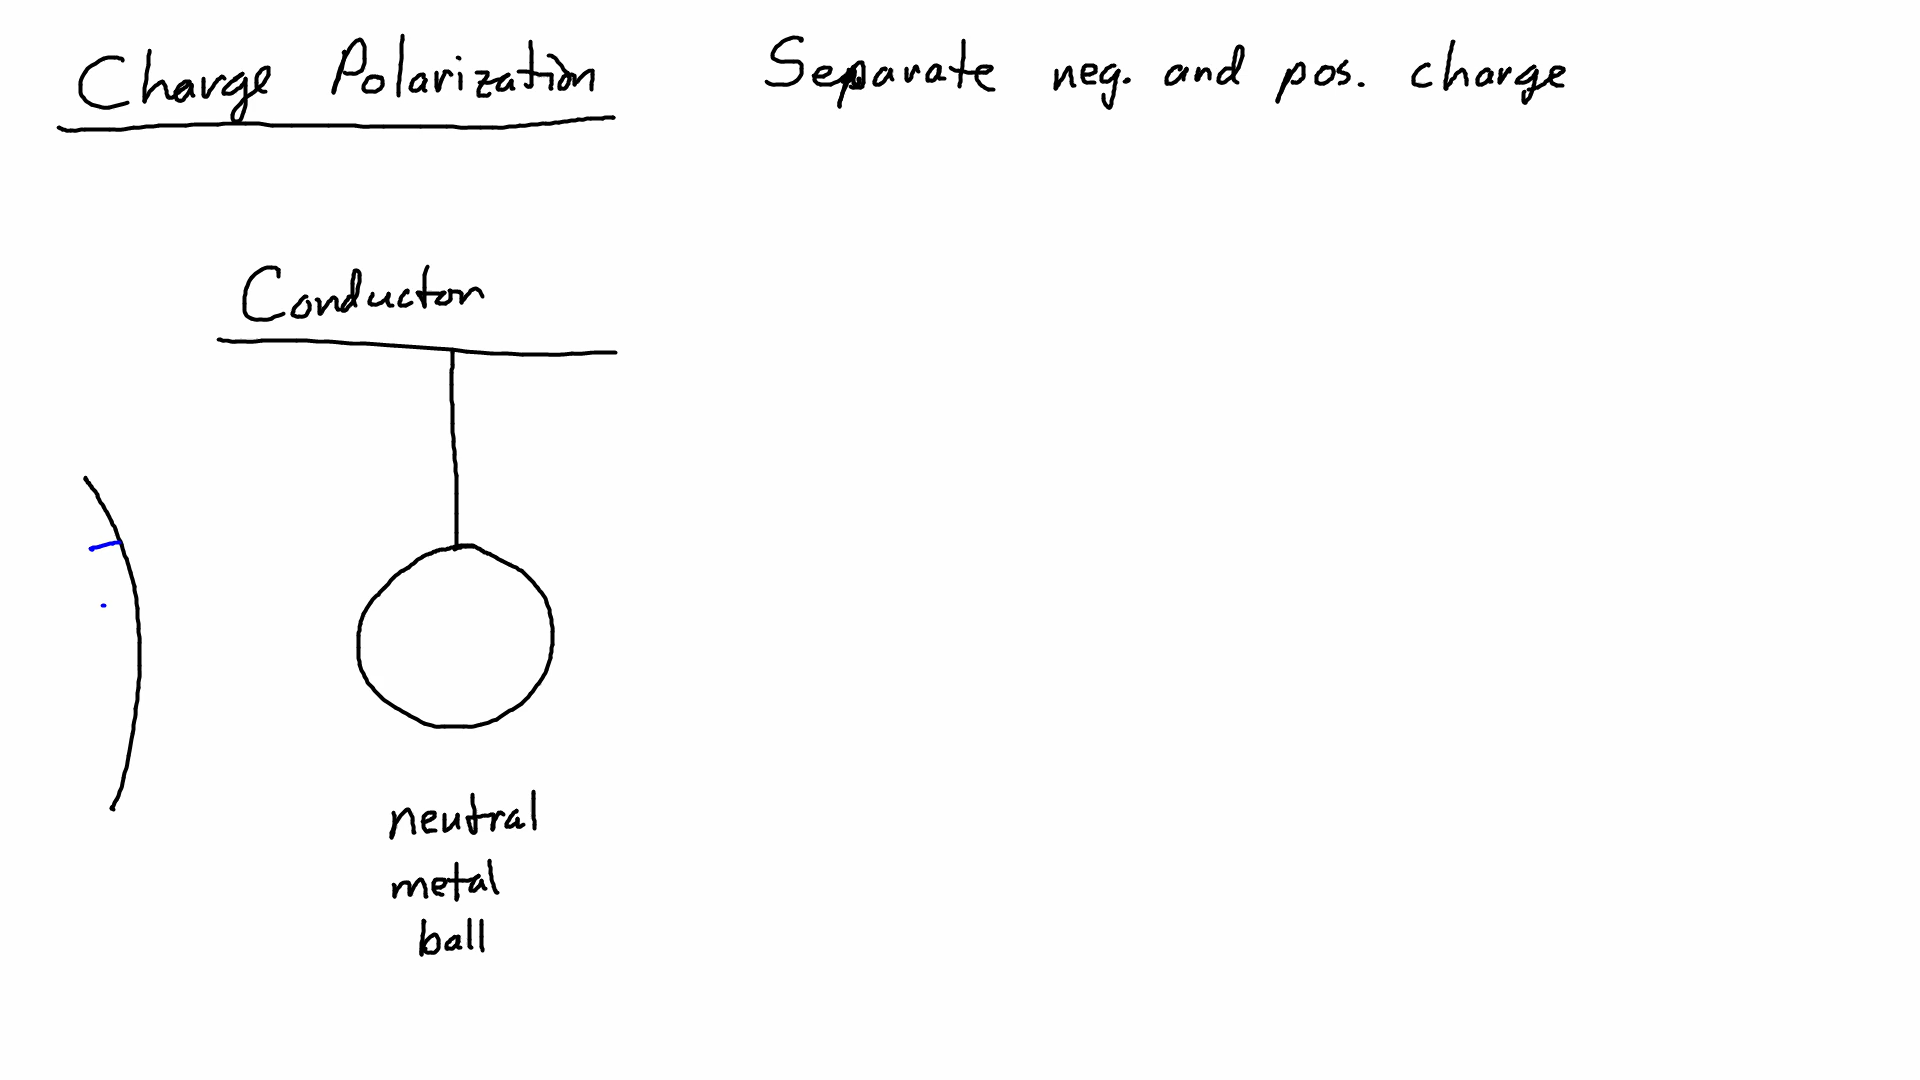 Charge Polarization Separate neg. and pos. charge
Conductor
neutral
metal
ball